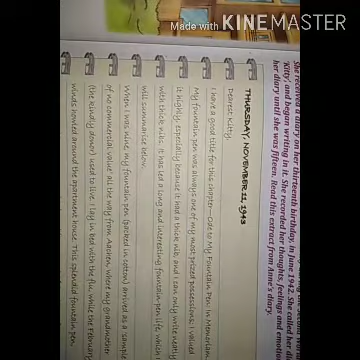 Made with KINEMASTER
She received a diary on her thirteenth birthday, in June 1942. She called her d
'Kitty', and began writing in it. She recorded her thoughts, feelings and emotio
her diary until she was fifteen. Read this extract from Anne's diary.
THURSDAY, NOVEMBER 11, 1943
Dearest Kitty,
I have a good title for this chapter—Ode to My Fountain Pen In Memoriam
My fountain pen was always one of my most prized possessions; I valued
it highly, especially because it had a thick nib, and I can only write neatly
with thick nibs. It has led a long and interesting fountain-pen life, which I
will summarise below.
When I was nine, my fountain pen (packed in cotton) arrived as a 'sample
of no commercial value' all the way from Aachen, where my grandmother
(the kindly donor) used to live. I lay in bed with the flu, while the February
winds howled around the apartment house. This splendid fountain pen